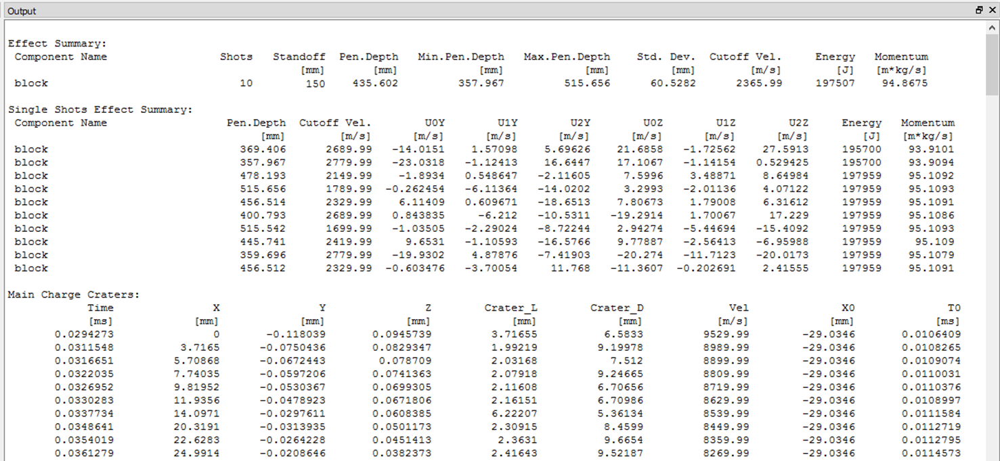 Output
Effect Summary:
Component Name Shots Standoff Pen.Depth Min.Pen.Depth Max.Pen.Depth Std. Dev. Cutoff Vel. Energy Momentum
[mm] [mm] [mm] [mm] [mm] [m/s] [J] [m*kg/s]
block 10 150 435.602 357.967 515.656 60.5282 2365.99 197507 94.8675
Single Shots Effect Summary:
Component Name Pen.Depth Cutoff Vel. U0Y U1Y U2Y U0Z U1Z U2Z Energy Momentum
[mm] [m/s] [m/s] [m/s] [m/s] [m/s] [m/s] [m/s] [J] [m*kg/s]
block 369.406 2689.99 -14.0151 1.57098 5.69626 21.6858 -1.72562 27.5913 195700 93.9101
block 357.967 2779.99 -23.0318 -1.12413 16.6447 17.1067 -1.14154 0.529425 195700 93.9094
block 478.193 2149.99 -1.8934 0.548647 -2.11605 7.5996 3.48871 8.64984 197959 95.1092
block 515.656 1789.99 -0.262454 -6.11364 -14.0202 3.2993 -2.01136 4.07122 197959 95.1093
block 456.514 2329.99 6.11409 0.609671 -18.6513 7.80673 1.79008 6.31612 197959 95.1091
block 400.793 2689.99 0.843835 -6.212 -10.5311 -19.2914 1.70067 17.229 197959 95.1086
block 515.542 1699.99 -1.03505 -2.29024 -8.72244 2.94274 -5.44694 -15.4092 197959 95.1093
block 445.741 2419.99 9.6531 -1.10593 -16.5766 9.77887 -2.56413 -6.95988 197959 95.109
block 359.696 2779.99 -19.9302 4.87876 -7.41903 -20.274 -11.7123 -20.0173 197959 95.1079
block 456.512 2329.99 -0.603476 -3.70054 11.768 -11.3607 -0.202691 2.41555 197959 95.1091
Main Charge Craters:
Time X Y Z Crater_L Crater_D Vel X0 T0
[ms] [mm] [mm] [mm] [mm] [mm] [m/s] [mm] [ms]
0.0294273 0 -0.118039 0.0945739 3.71655 6.5833 9529.99 -29.0346 0.0106409
0.0311548 3.7165 -0.0750436 0.0829347 1.99219 9.19978 8989.99 -29.0346 0.0108265
0.0316651 5.70868 -0.0672443 0.078709 2.03168 7.512 8899.99 -29.0346 0.0109074
0.0322035 7.74035 -0.0597206 0.0741363 2.07918 9.24665 8809.99 -29.0346 0.0110031
0.0326952 9.81952 -0.0530367 0.0699305 2.11608 6.70656 8719.99 -29.0346 0.0110376
0.0330283 11.9356 -0.0478923 0.0671806 2.16151 6.70986 8629.99 -29.0346 0.0108997
0.0337734 14.0971 -0.0297611 0.0608385 6.22207 5.36134 8539.99 -29.0346 0.0111584
0.0348641 20.3191 -0.0313935 0.0501173 2.30915 8.4599 8449.99 -29.0346 0.0112719
0.0354019 22.6283 -0.0264228 0.0451413 2.3631 9.6654 8359.99 -29.0346 0.0112795
0.0361279 24.9914 -0.0208646 0.0382373 2.41643 9.52187 8269.99 -29.0346 0.0114573